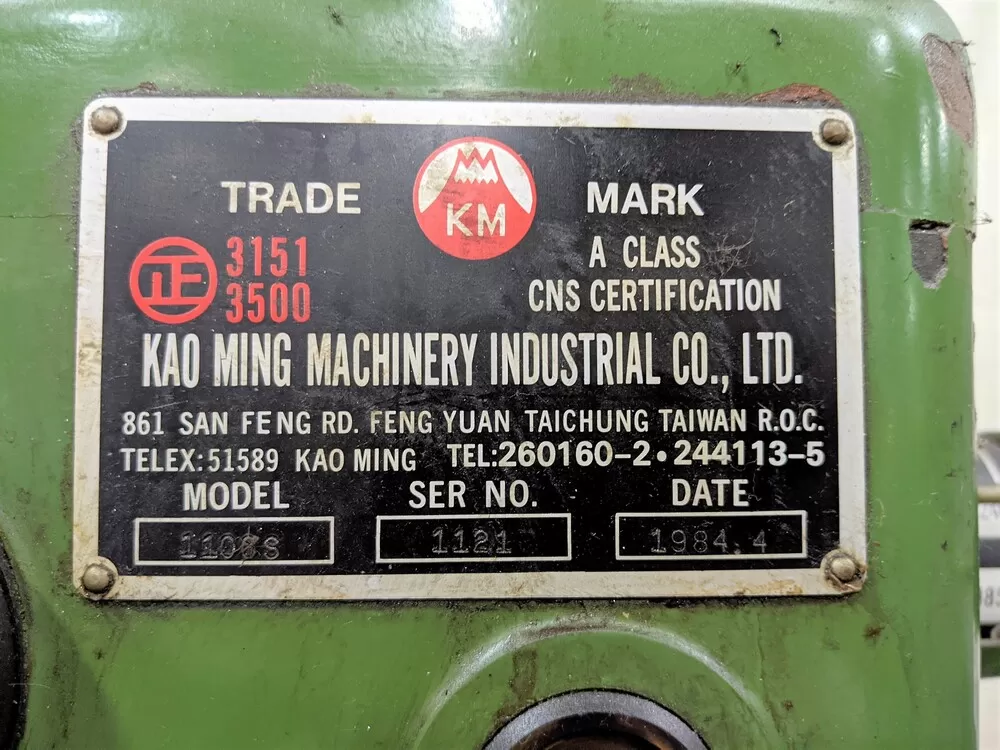 TRADE KM MARK
正 3151
3500
A CLASS
CNS CERTIFICATION
KAO MING MACHINERY INDUSTRIAL CO., LTD.
861 SAN FENG RD. FENG YUAN TAICHUNG TAIWAN R.O.C.
TELEX:51589 KAO MING TEL:260160-2•244113-5
MODEL SER NO. DATE
1121 1984.4